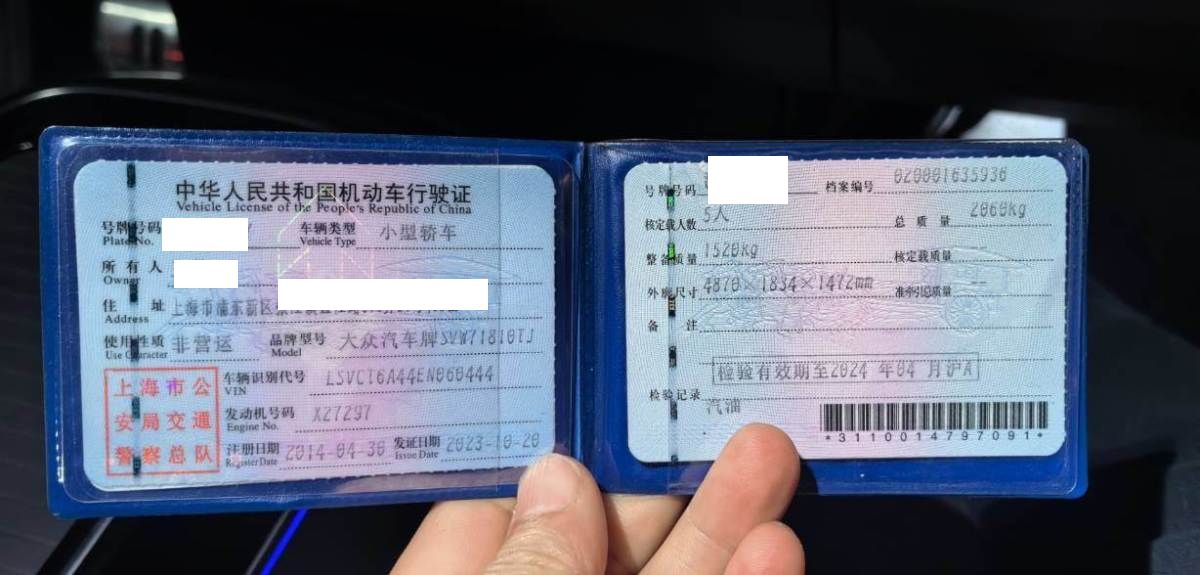 中华人民共和国机动车行驶证
Vehicle License of the People's Republic of China
号牌号码 Plate No. 车辆类型 Vehicle Type 小型轿车
所有人 Owner
住址 Address 上海市浦东新区
使用性质 Use Character 非营运 品牌型号 Model 大众汽车牌SVW71810TJ
上海市公安局交通警察总队
车辆识别代号 VIN LSVCT6A44EN060444
发动机号码 Engine No. X27297
注册日期 Register Date 2014-04-30 发证日期 Issue Date 2023-10-20
号牌号码 档案编号 020001635936
核定载人数 5人 总质量 2060kg
整备质量 1520kg 核定载质量 --
外廓尺寸 4870×1834×1472mm 准牵引总质量 --
备注
检验有效期至2024年04月沪A
检验记录
汽油
*3110014797091*